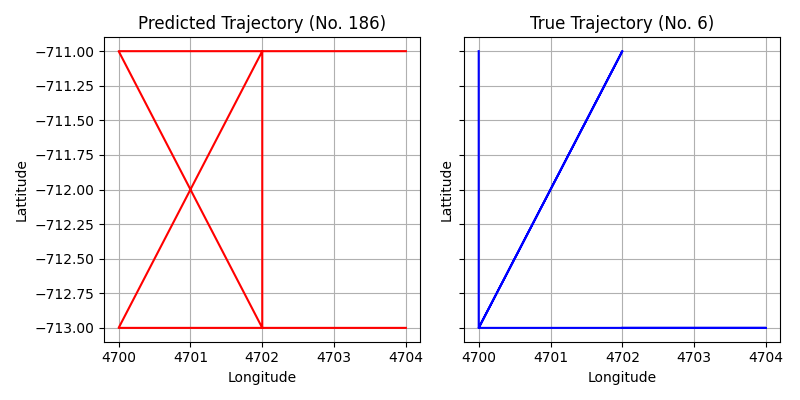 Predicted Trajectory (No. 186)
True Trajectory (No. 6)
Lattitude
−711.00
−711.25
−711.50
−711.75
−712.00
−712.25
−712.50
−712.75
−713.00
4700 4701 4702 4703 4704
Longitude
Lattitude
4700 4701 4702 4703 4704
Longitude